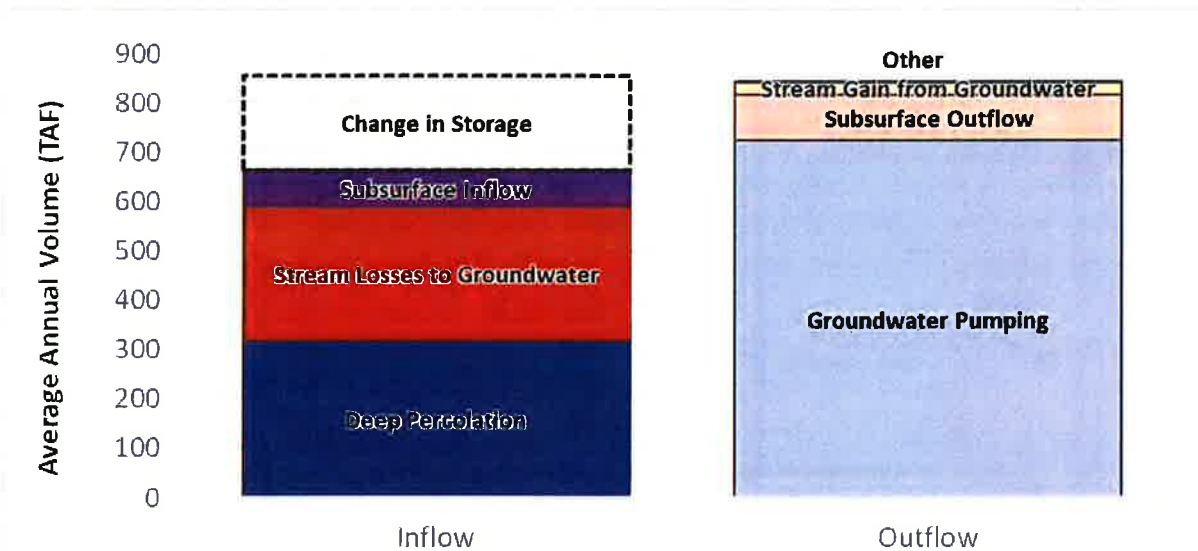 Average Annual Volume (TAF)
900
800
700
600
500
400
300
200
100
0
Change in Storage
Subsurface Inflow
Stream Losses to Groundwater
Deep Percolation
Inflow
Other
Stream Gain from Groundwater
Subsurface Outflow
Groundwater Pumping
Outflow